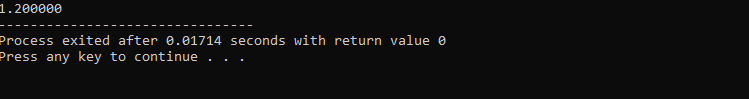 1.200000
--------------------------------
Process exited after 0.01714 seconds with return value 0
Press any key to continue . . .